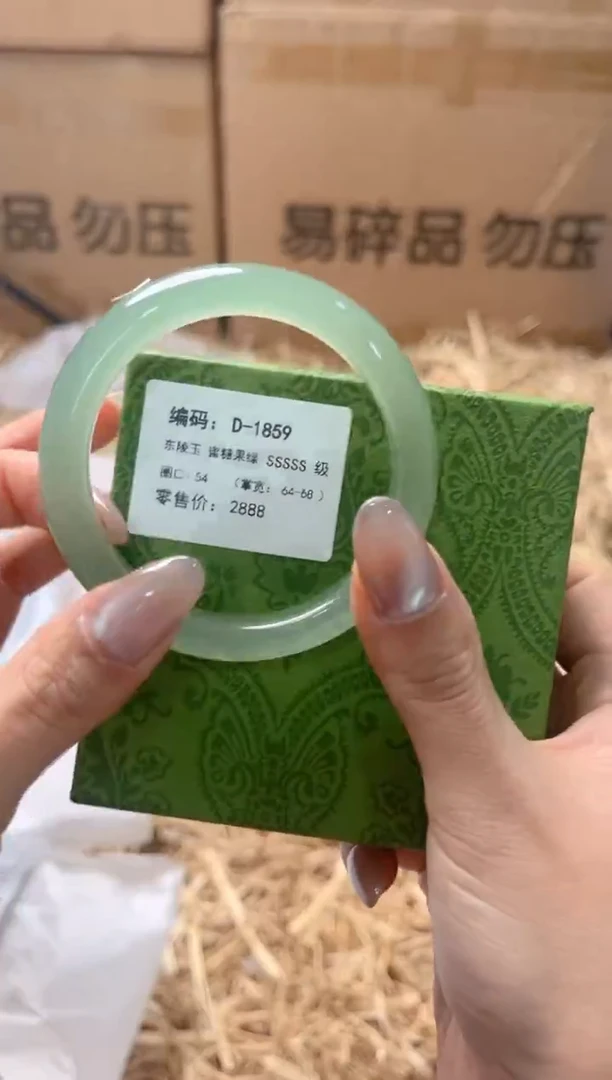 品 勿压
易碎品 勿压
编码: D-1859
东陵玉 蜜糖果绿 SSSSS 级
圈口: 54 (掌宽: 64-68 )
零售价: 2888